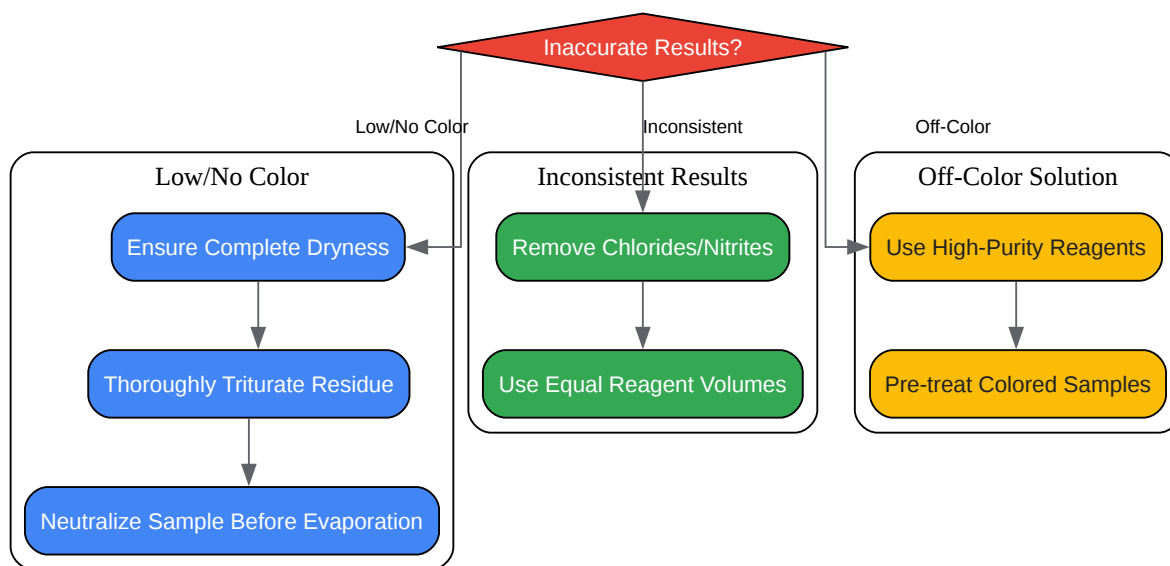 Inaccurate Results?
Low/No Color
Inconsistent
Off-Color
Low/No Color
Inconsistent Results
Off-Color Solution
Ensure Complete Dryness
Remove Chlorides/Nitrites
Use High-Purity Reagents
Thoroughly Triturate Residue
Use Equal Reagent Volumes
Pre-treat Colored Samples
Neutralize Sample Before Evaporation